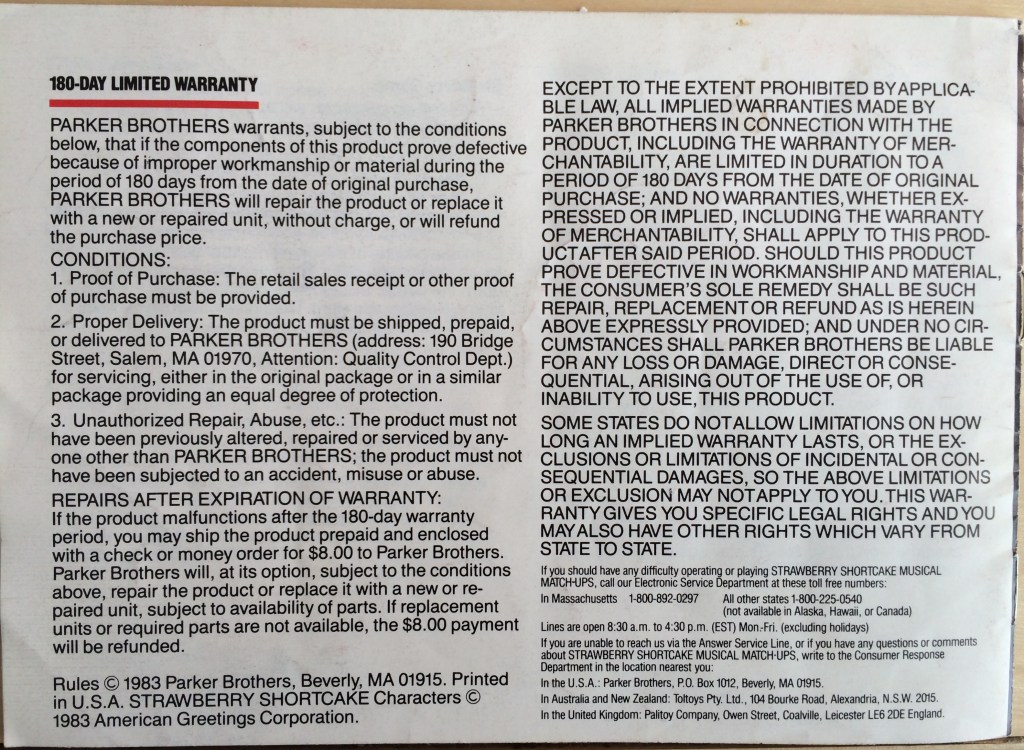 180-DAY LIMITED WARRANTY
PARKER BROTHERS warrants, subject to the conditions
below, that if the components of this product prove defective
because of improper workmanship or material during the
period of 180 days from the date of original purchase,
PARKER BROTHERS will repair the product or replace it
with a new or repaired unit, without charge, or will refund
the purchase price.
CONDITIONS:
1. Proof of Purchase: The retail sales receipt or other proof
of purchase must be provided.
2. Proper Delivery: The product must be shipped, prepaid,
or delivered to PARKER BROTHERS (address: 190 Bridge
Street, Salem, MA 01970, Attention: Quality Control Dept.)
for servicing, either in the original package or in a similar
package providing an equal degree of protection.
3. Unauthorized Repair, Abuse, etc.: The product must not
have been previously altered, repaired or serviced by any-
one other than PARKER BROTHERS; the product must not
have been subjected to an accident, misuse or abuse.
REPAIRS AFTER EXPIRATION OF WARRANTY:
If the product malfunctions after the 180-day warranty
period, you may ship the product prepaid and enclosed
with a check or money order for $8.00 to Parker Brothers.
Parker Brothers will, at its option, subject to the conditions
above, repair the product or replace it with a new or re-
paired unit, subject to availability of parts. If replacement
units or required parts are not available, the $8.00 payment
will be refunded.
Rules © 1983 Parker Brothers, Beverly, MA 01915. Printed
in U.S.A. STRAWBERRY SHORTCAKE Characters ©
1983 American Greetings Corporation.
EXCEPT TO THE EXTENT PROHIBITED BY APPLICA-
BLE LAW, ALL IMPLIED WARRANTIES MADE BY
PARKER BROTHERS IN CONNECTION WITH THE
PRODUCT, INCLUDING THE WARRANTY OF MER-
CHANTABILITY, ARE LIMITED IN DURATION TO A
PERIOD OF 180 DAYS FROM THE DATE OF ORIGINAL
PURCHASE; AND NO WARRANTIES, WHETHER EX-
PRESSED OR IMPLIED, INCLUDING THE WARRANTY
OF MERCHANTABILITY, SHALL APPLY TO THIS PROD-
UCT AFTER SAID PERIOD. SHOULD THIS PRODUCT
PROVE DEFECTIVE IN WORKMANSHIP AND MATERIAL,
THE CONSUMER'S SOLE REMEDY SHALL BE SUCH
REPAIR, REPLACEMENT OR REFUND AS IS HEREIN
ABOVE EXPRESSLY PROVIDED; AND UNDER NO CIR-
CUMSTANCES SHALL PARKER BROTHERS BE LIABLE
FOR ANY LOSS OR DAMAGE, DIRECT OR CONSE-
QUENTIAL, ARISING OUT OF THE USE OF, OR
INABILITY TO USE, THIS PRODUCT.
SOME STATES DO NOT ALLOW LIMITATIONS ON HOW
LONG AN IMPLIED WARRANTY LASTS, OR THE EX-
CLUSIONS OR LIMITATIONS OF INCIDENTAL OR CON-
SEQUENTIAL DAMAGES, SO THE ABOVE LIMITATIONS
OR EXCLUSION MAY NOT APPLY TO YOU. THIS WAR-
RANTY GIVES YOU SPECIFIC LEGAL RIGHTS AND YOU
MAY ALSO HAVE OTHER RIGHTS WHICH VARY FROM
STATE TO STATE.
If you should have any difficulty operating or playing STRAWBERRY SHORTCAKE MUSICAL
MATCH-UPS, call our Electronic Service Department at these toll free numbers:
In Massachusetts 1-800-892-0297 All other states 1-800-225-0540
(not available in Alaska, Hawaii, or Canada)
Lines are open 8:30 a.m. to 4:30 p.m. (EST) Mon.-Fri. (excluding holidays)
If you are unable to reach us via the Answer Service Line, or if you have any questions or comments
about STRAWBERRY SHORTCAKE MUSICAL MATCH-UPS, write to the Consumer Response
Department in the location nearest you:
In the U.S.A.: Parker Brothers, P.O. Box 1012, Beverly, MA 01915.
In Australia and New Zealand: Toltoys Pty. Ltd., 104 Bourke Road, Alexandria, N.S.W. 2015.
In the United Kingdom: Palitoy Company, Owen Street, Coalville, Leicester LE6 2DE England.